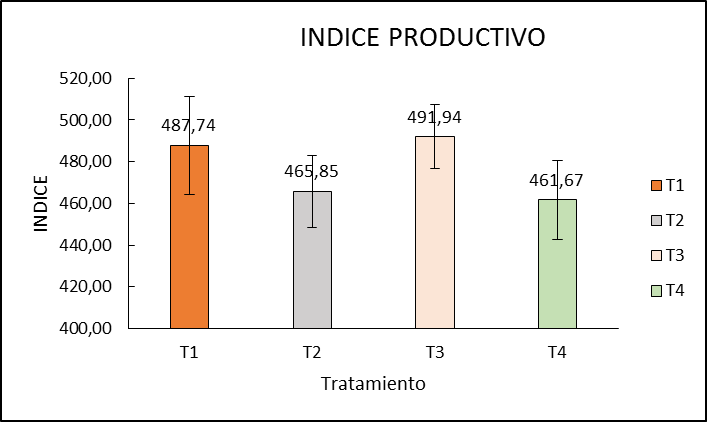 INDICE PRODUCTIVO
520,00
500,00
480,00
460,00
440,00
420,00
400,00
INDICE
487,74
465,85
491,94
461,67
T1
T2
T3
T4
Tratamiento
T1
T2
T3
T4